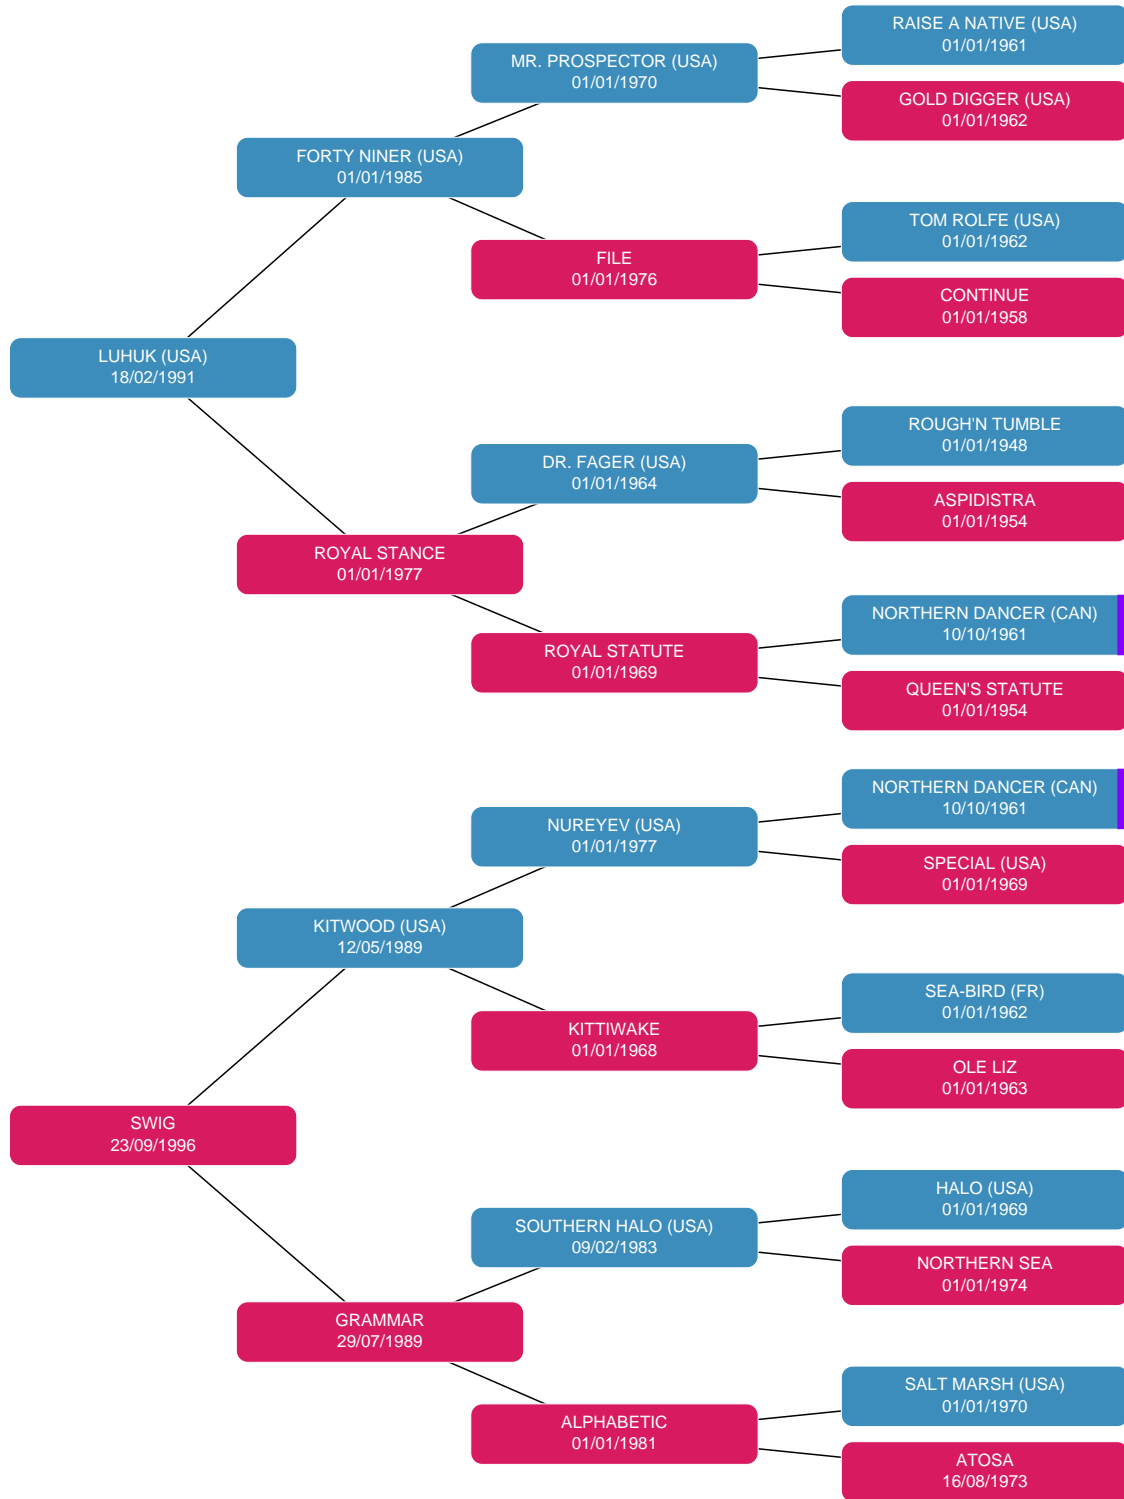 RAISE A NATIVE (USA)
01/01/1961
MR. PROSPECTOR (USA)
01/01/1970
GOLD DIGGER (USA)
01/01/1962
FORTY NINER (USA)
01/01/1985
TOM ROLFE (USA)
01/01/1962
FILE
01/01/1976
CONTINUE
01/01/1958
LUHUK (USA)
18/02/1991
ROUGH'N TUMBLE
01/01/1948
DR. FAGER (USA)
01/01/1964
ASPIDISTRA
01/01/1954
ROYAL STANCE
01/01/1977
NORTHERN DANCER (CAN)
10/10/1961
ROYAL STATUTE
01/01/1969
QUEEN'S STATUTE
01/01/1954
NORTHERN DANCER (CAN)
10/10/1961
NUREYEV (USA)
01/01/1977
SPECIAL (USA)
01/01/1969
KITWOOD (USA)
12/05/1989
SEA-BIRD (FR)
01/01/1962
KITTIWAKE
01/01/1968
OLE LIZ
01/01/1963
SWIG
23/09/1996
HALO (USA)
01/01/1969
SOUTHERN HALO (USA)
09/02/1983
NORTHERN SEA
01/01/1974
GRAMMAR
29/07/1989
SALT MARSH (USA)
01/01/1970
ALPHABETIC
01/01/1981
ATOSA
16/08/1973